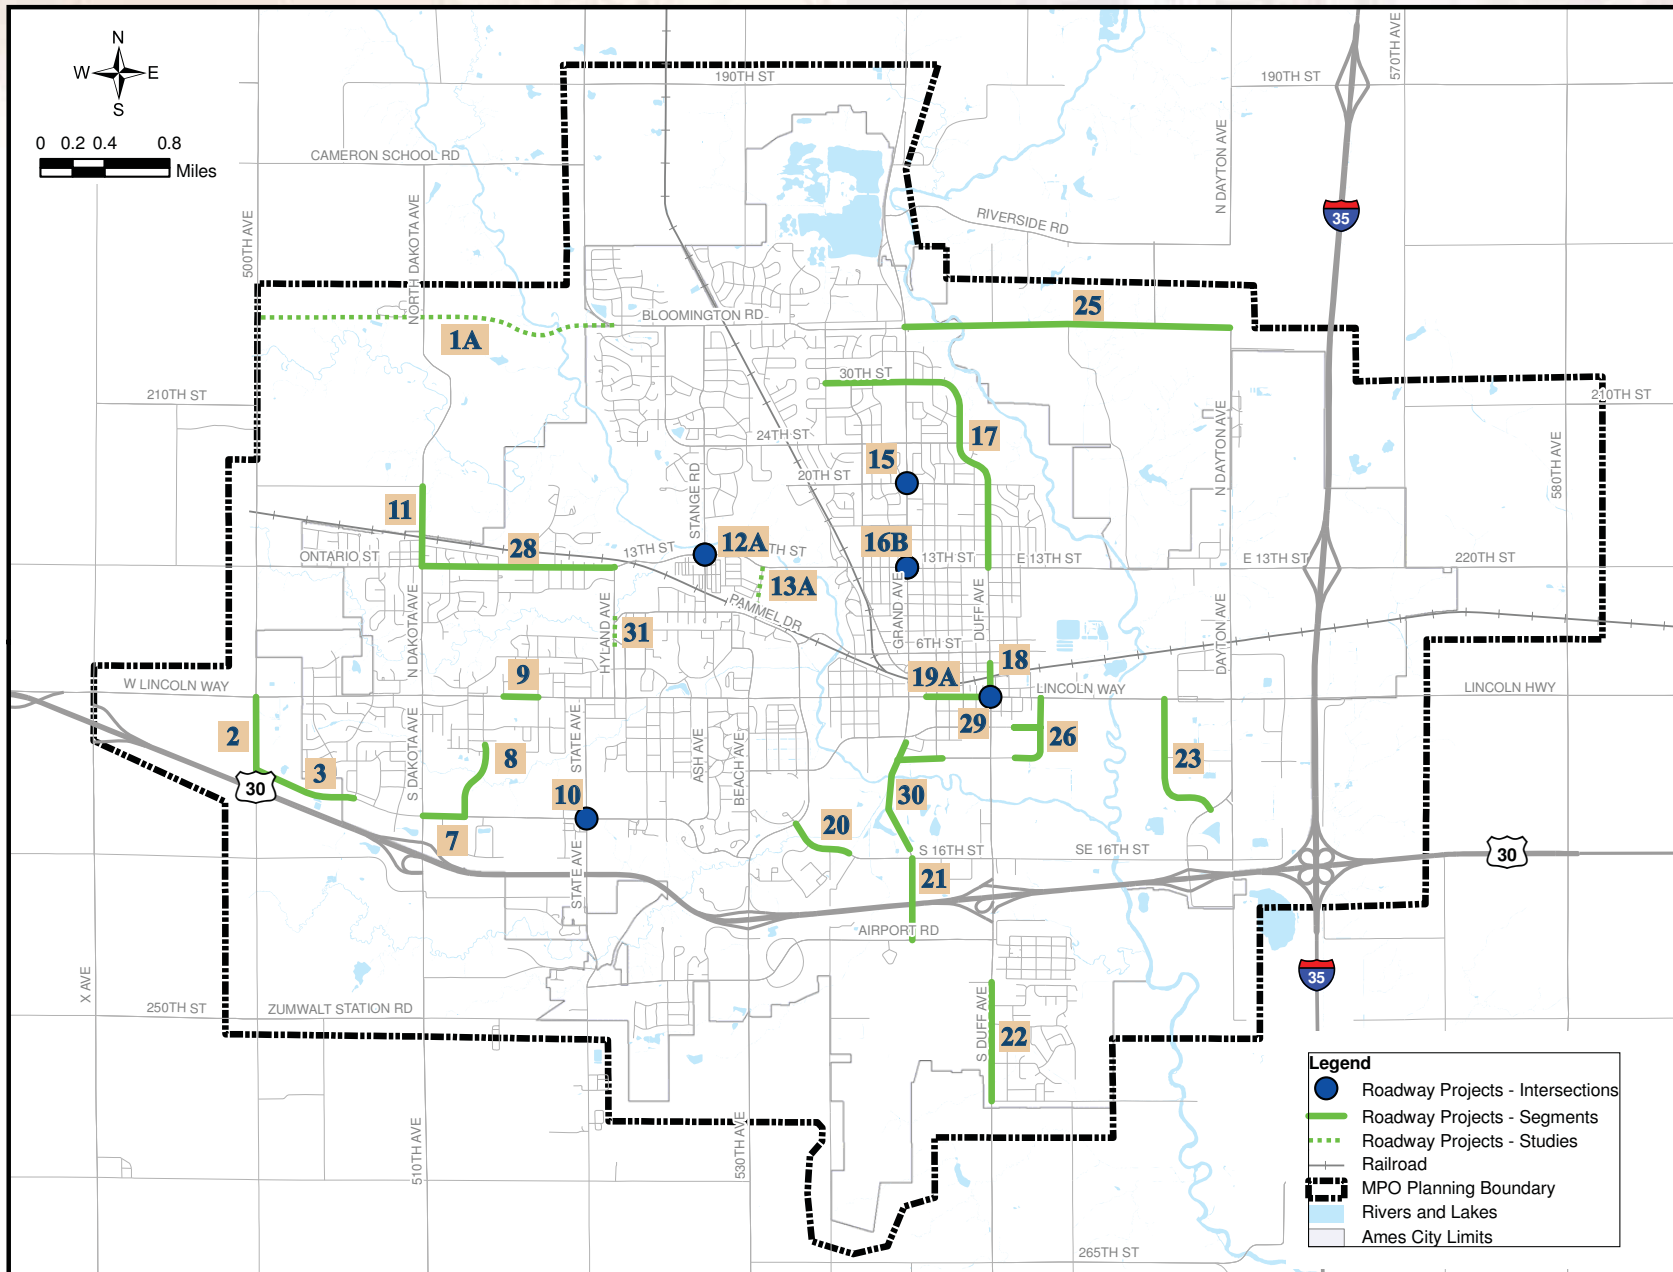 N
W E
S
0 0.2 0.4 0.8
Miles
190TH ST
190TH ST
570TH AVE
CAMERON SCHOOL RD
N DAYTON AVE
500TH AVE
NORTH DAKOTA AVE
RIVERSIDE RD
35
25
BLOOMINGTON RD
1A
30TH ST
210TH ST
210TH ST
24TH ST
17
N DAYTON AVE
580TH AVE
15
20TH ST
STANGE RD
11
28
ONTARIO ST
13TH ST
12A
TH ST
16B
13TH ST
E 13TH ST
E 13TH ST
220TH ST
13A
PAMMEL DR
N DAKOTA AVE
HYLAND AVE
GRAND AVE
DUFF AVE
DAYTON AVE
31
6TH ST
18
9
19A
W LINCOLN WAY
LINCOLN WAY
LINCOLN HWY
29
2
26
S DAKOTA AVE
STATE AVE
ASH AVE
BEACH AVE
8
3
23
30
10
30
20
7
S 16TH ST
SE 16TH ST
30
STATE AVE
21
AIRPORT RD
X AVE
35
250TH ST
ZUMWALT STATION RD
S DUFF AVE
22
510TH AVE
530TH AVE
265TH ST
Legend
Roadway Projects - Intersections
Roadway Projects - Segments
Roadway Projects - Studies
Railroad
MPO Planning Boundary
Rivers and Lakes
Ames City Limits